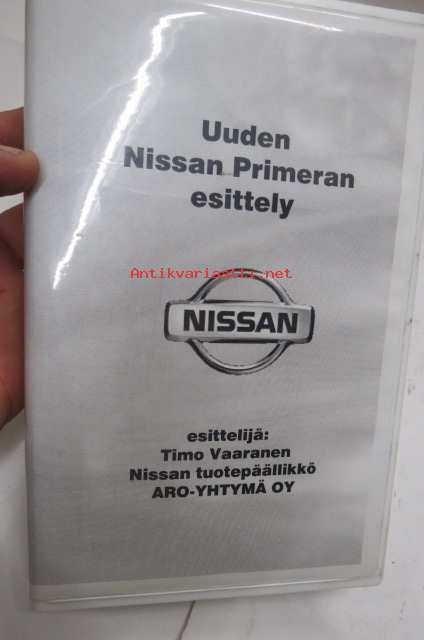 Uuden
Nissan Primeran
esittely
Antikvariaatti.net
NISSAN
esittelijä:
Timo Vaaranen
Nissan tuotepäällikkö
ARO-YHTYMÄ OY